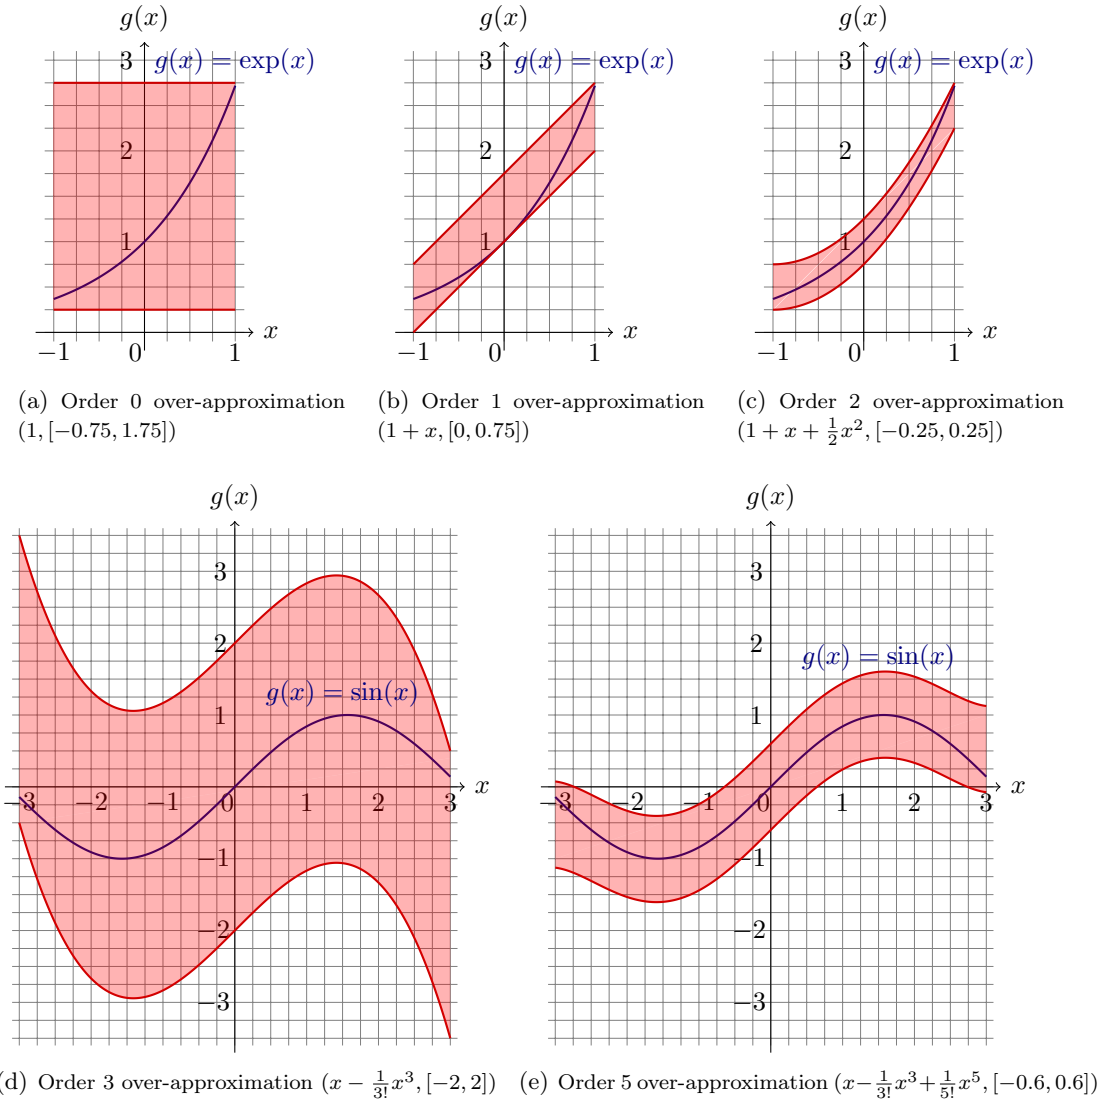 g(x) g(x) g(x)
3 g(x) = exp(x) 3 g(x) = exp(x) 3 g(x) = exp(x)
2 2 2
1 1 1
x x x
−1 0 1 −1 0 1 −1 0 1
(a) Order 0 over-approximation
(1, [−0.75, 1.75])
(b) Order 1 over-approximation
(1 + x, [0, 0.75])
(c) Order 2 over-approximation
(1 + x + \frac{1}{2}x², [−0.25, 0.25])
g(x) g(x)
3 3
2 2
g(x) = sin(x) g(x) = sin(x)
1 1
x x
−3 −2 −1 0 1 2 3 −3 −2 −1 0 1 2 3
−1 −1
−2 −2
−3 −3
(d) Order 3 over-approximation (x − \frac{1}{3!}x³, [−2, 2])
(e) Order 5 over-approximation (x−\frac{1}{3!}x³+\frac{1}{5!}x⁵, [−0.6, 0.6])